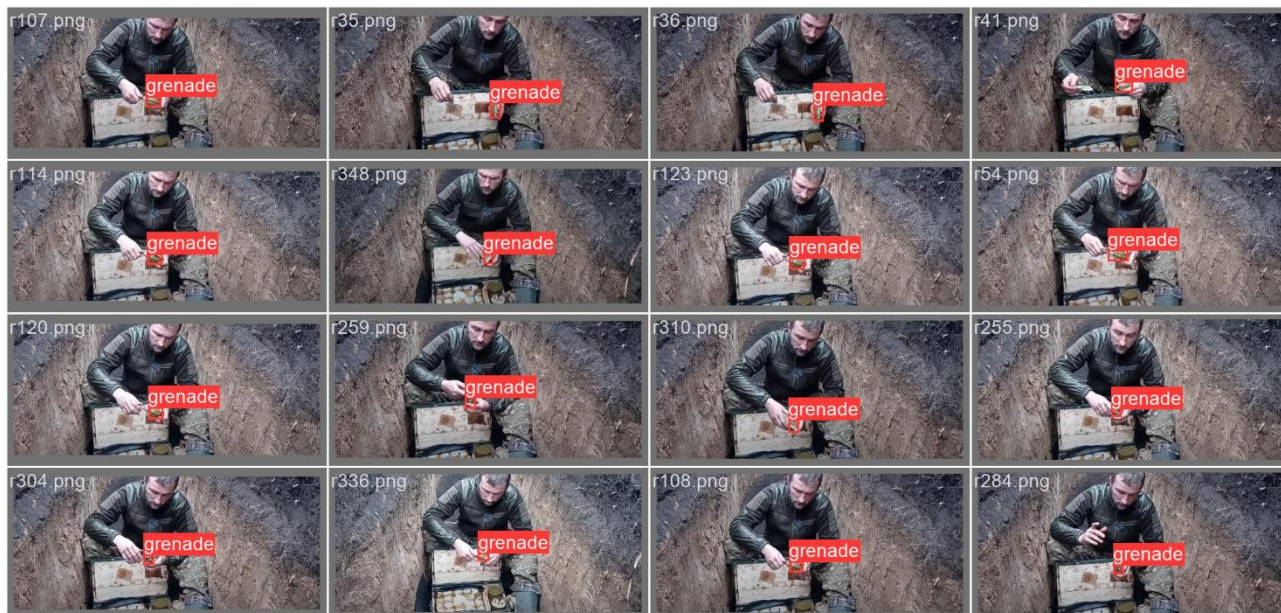 r107.png
grenade
r35.png
grenade
r36.png
grenade
r41.png
grenade
r114.png
grenade
r348.png
grenade
r123.png
grenade
r54.png
grenade
r120.png
grenade
r259.png
grenade
r310.png
grenade
r255.png
grenade
r304.png
grenade
r336.png
grenade
r108.png
grenade
r284.png
grenade